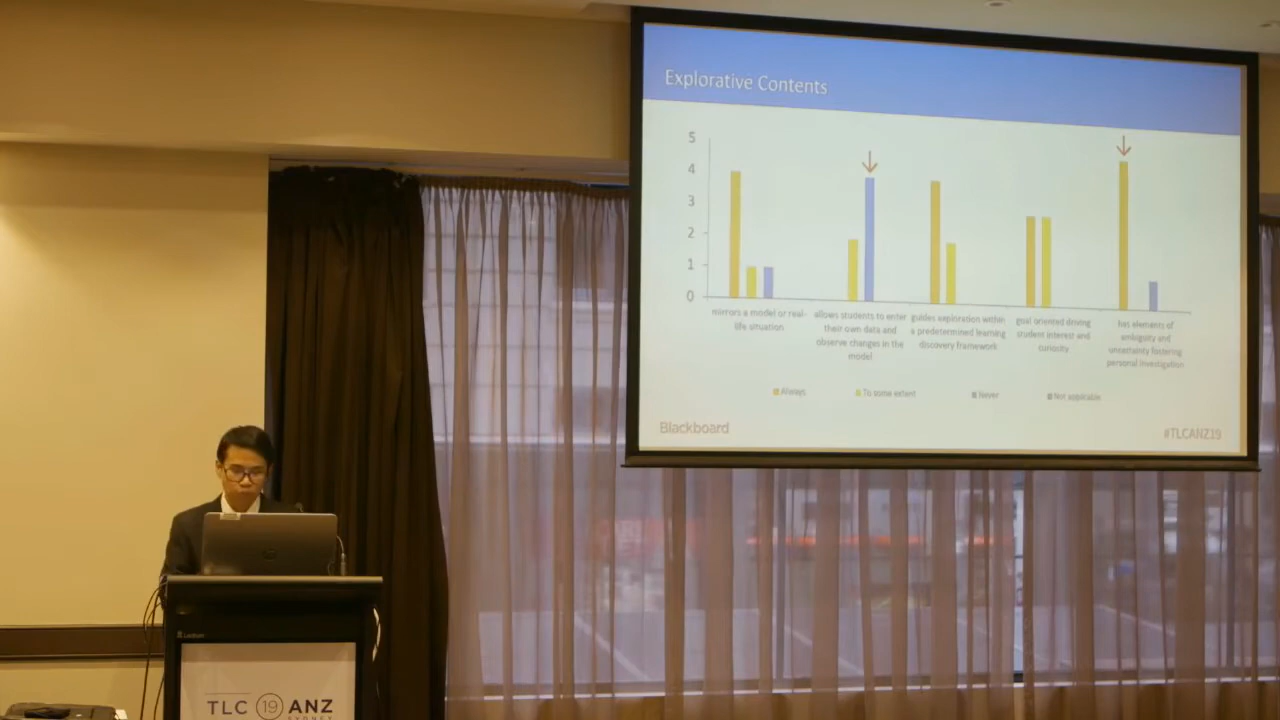 Explorative Contents
5
4
3
2
1
0
mirrors a model or real-
life situation
allows students to enter
their own data and
observe changes in the
model
guides exploration within
a predetermined learning
discovery framework
goal oriented driving
student interest and
curiosity
has elements of
ambiguity and
uncertainty fostering
personal investigation
Always To some extent Never Not applicable
Blackboard
#TLCANZ19
Lectrum
TLC 19 ANZ
SYDNEY